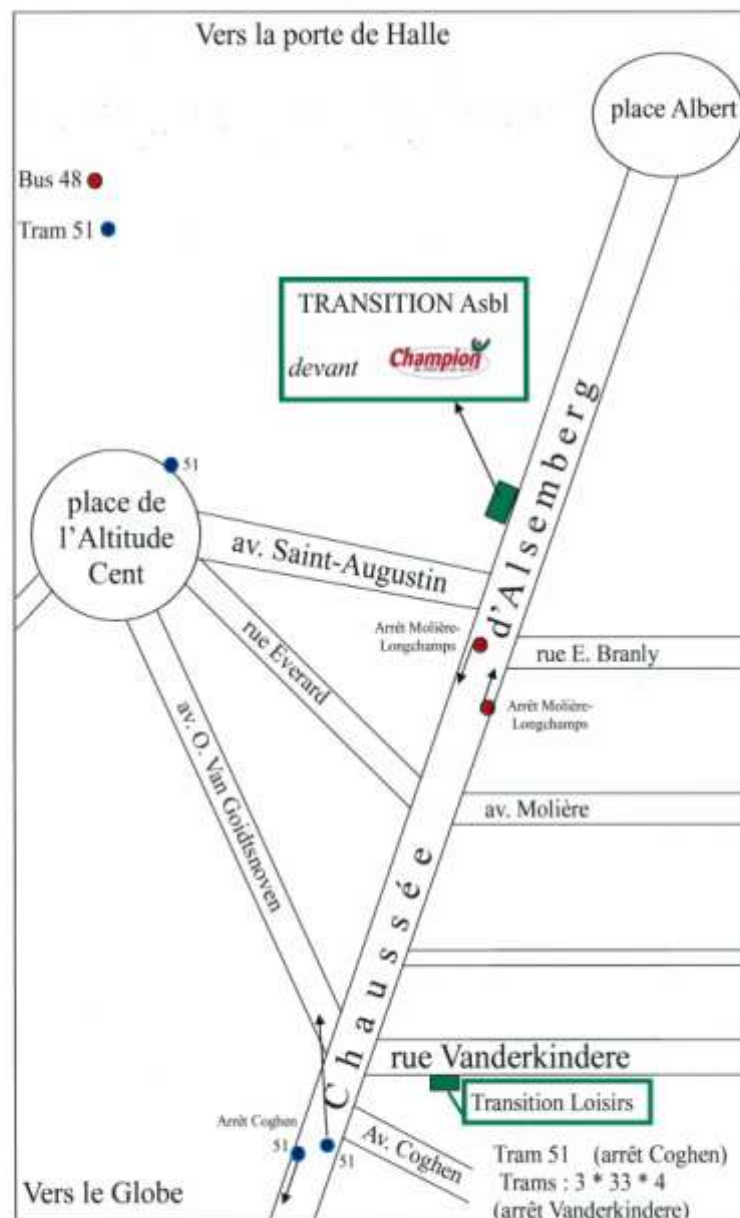 Vers la porte de Halle
place Albert
Bus 48
Tram 51
TRANSITION Asbl
devant
Champion
51
place de
l'Altitude
Cent
av. Saint-Augustin
rue Everard
av. O. Van Goidtsnoven
Chaussée d'Alsemberg
Arrêt Molière-
Longchamps
rue E. Branly
Arrêt Molière-
Longchamps
av. Molière
rue Vanderkindere
Transition Loisirs
Arrêt Coghen
51
51
Av. Coghen
Tram 51 (arrêt Coghen)
Trams : 3 * 33 * 4
(arrêt Vanderkindere)
Vers le Globe